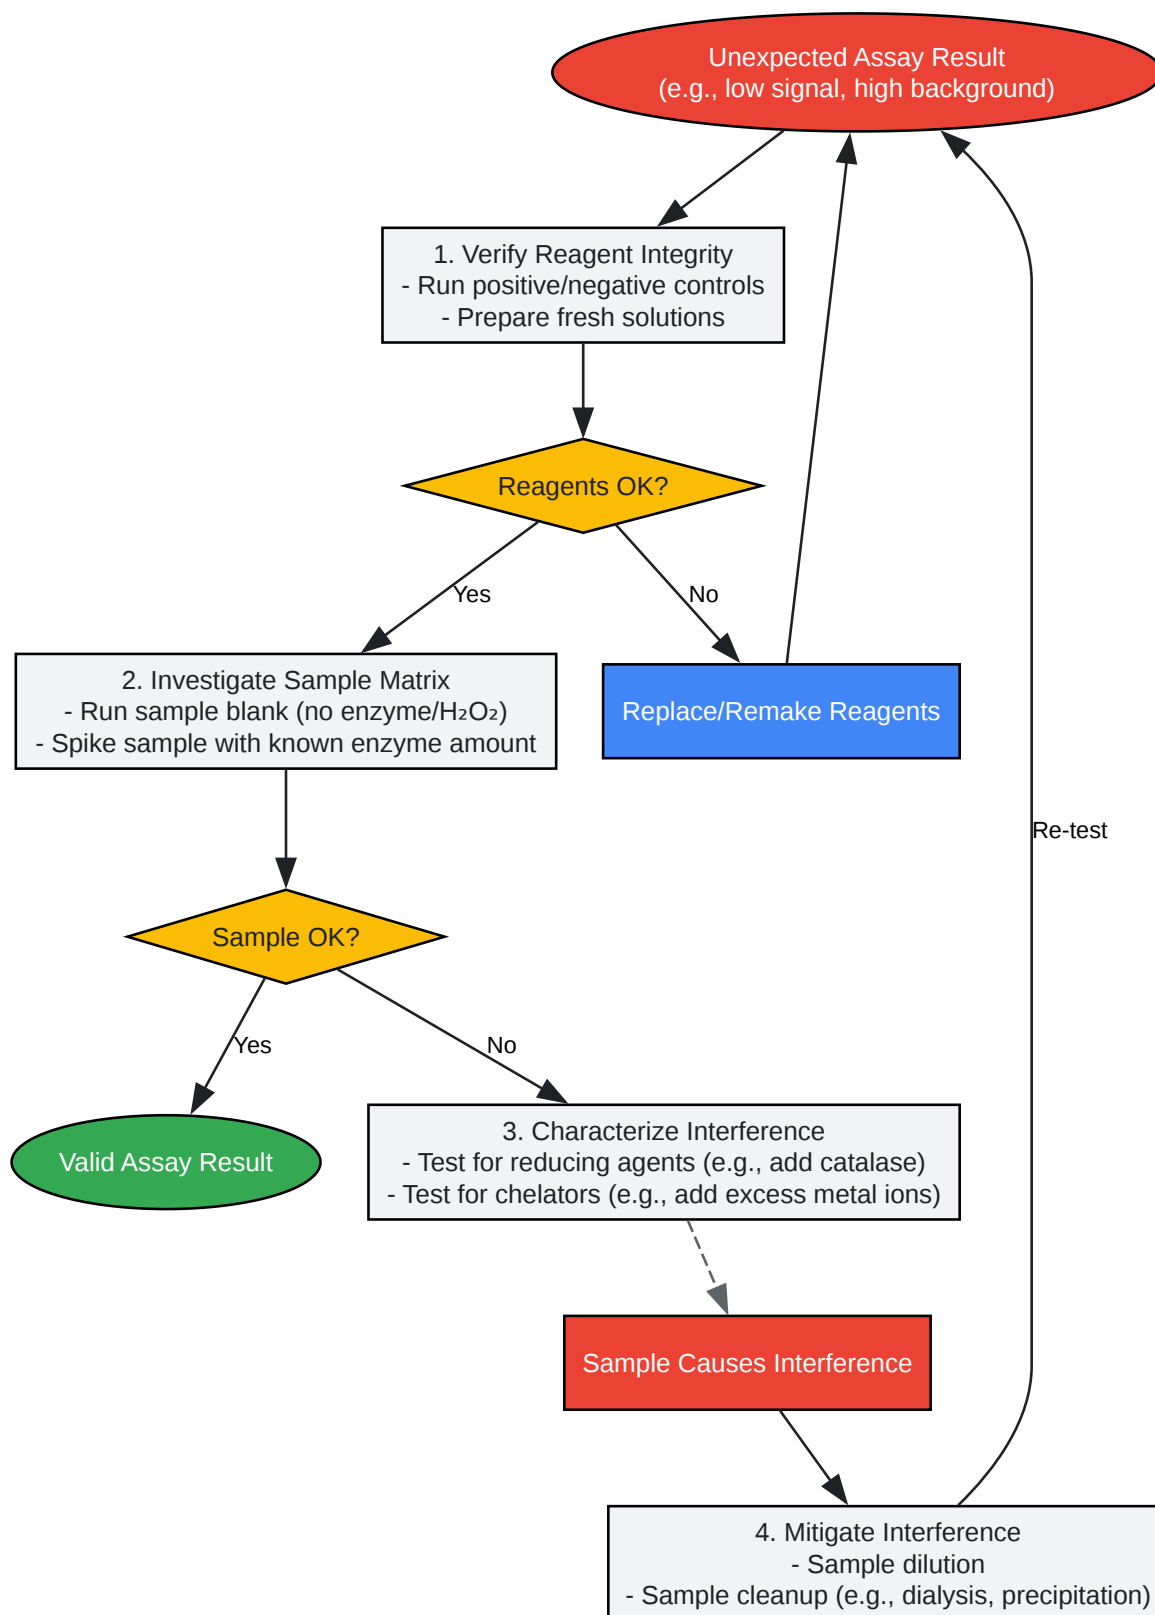 Unexpected Assay Result
(e.g., low signal, high background)
1. Verify Reagent Integrity
- Run positive/negative controls
- Prepare fresh solutions
Reagents OK?
Yes
No
2. Investigate Sample Matrix
- Run sample blank (no enzyme/H₂O₂)
- Spike sample with known enzyme amount
Replace/Remake Reagents
Re-test
Sample OK?
Yes
No
Valid Assay Result
3. Characterize Interference
- Test for reducing agents (e.g., add catalase)
- Test for chelators (e.g., add excess metal ions)
Sample Causes Interference
4. Mitigate Interference
- Sample dilution
- Sample cleanup (e.g., dialysis, precipitation)